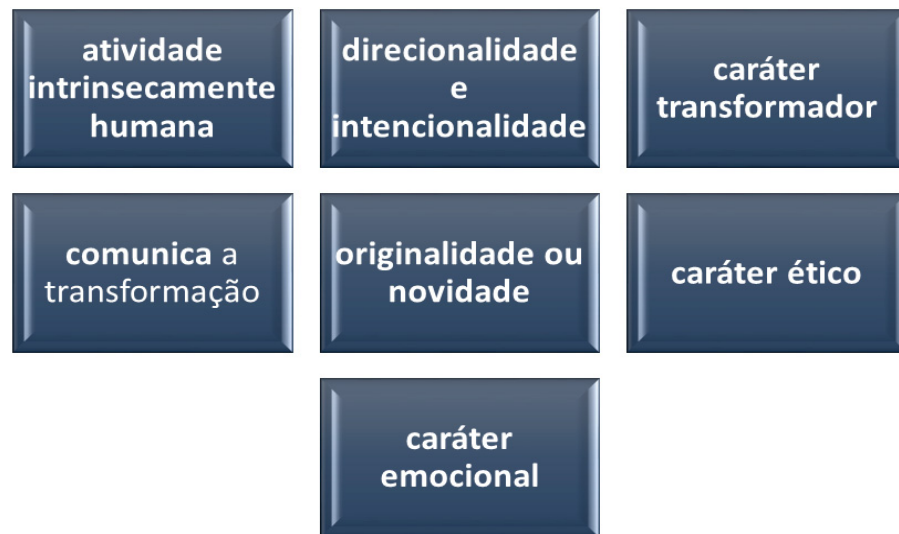 atividade
intrinsecamente
humana
direcionalidade
e
intencionalidade
caráter
transformador
comunica a
transformação
originalidade ou
novidade
caráter ético
caráter
emocional